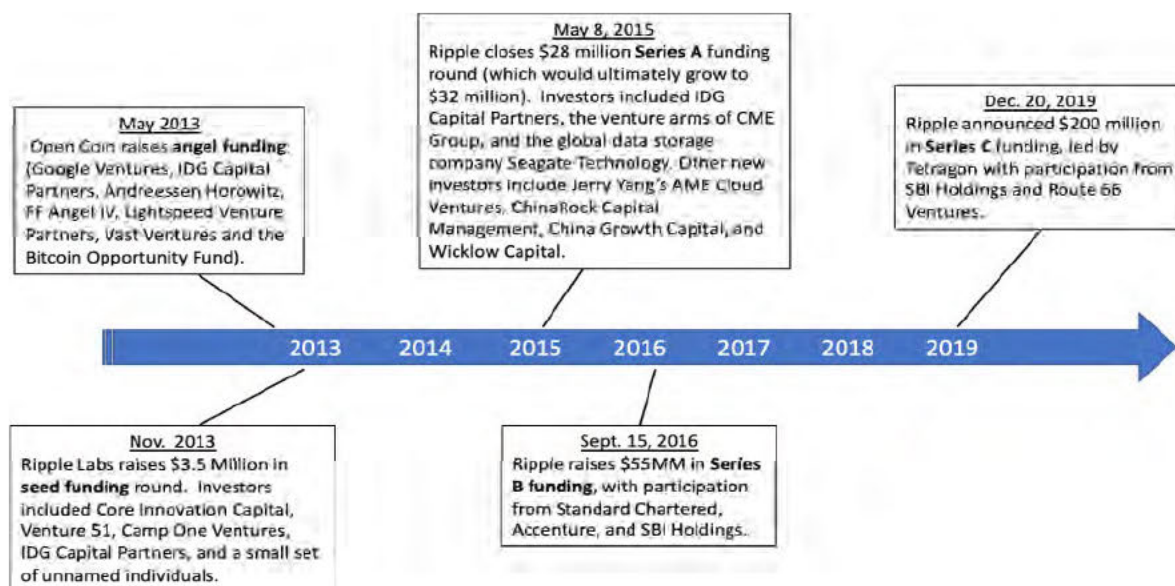 May 2013
Open Coin raises angel funding
(Google Ventures, IDG Capital
Partners, Andreessen Horowitz,
FF Angel IV, Lightspeed Venture
Partners, Vast Ventures and the
Bitcoin Opportunity Fund).
May 8, 2015
Ripple closes $28 million Series A funding
round (which would ultimately grow to
$32 million). Investors included IDG
Capital Partners, the venture arms of CME
Group, and the global data storage
company Seagate Technology. Other new
investors include Jerry Yang's AME Cloud
Ventures, ChinaRock Capital
Management, China Growth Capital, and
Wicklow Capital.
Dec. 20, 2019
Ripple announced $200 million
in Series C funding, led by
Tetragon with participation from
SBI Holdings and Route 66
Ventures.
2013 2014 2015 2016 2017 2018 2019
Nov. 2013
Ripple Labs raises $3.5 Million in
seed funding round. Investors
included Core Innovation Capital,
Venture 51, Camp One Ventures,
IDG Capital Partners, and a small set
of unnamed individuals.
Sept. 15, 2016
Ripple raises $55MM in Series
B funding, with participation
from Standard Chartered,
Accenture, and SBI Holdings.